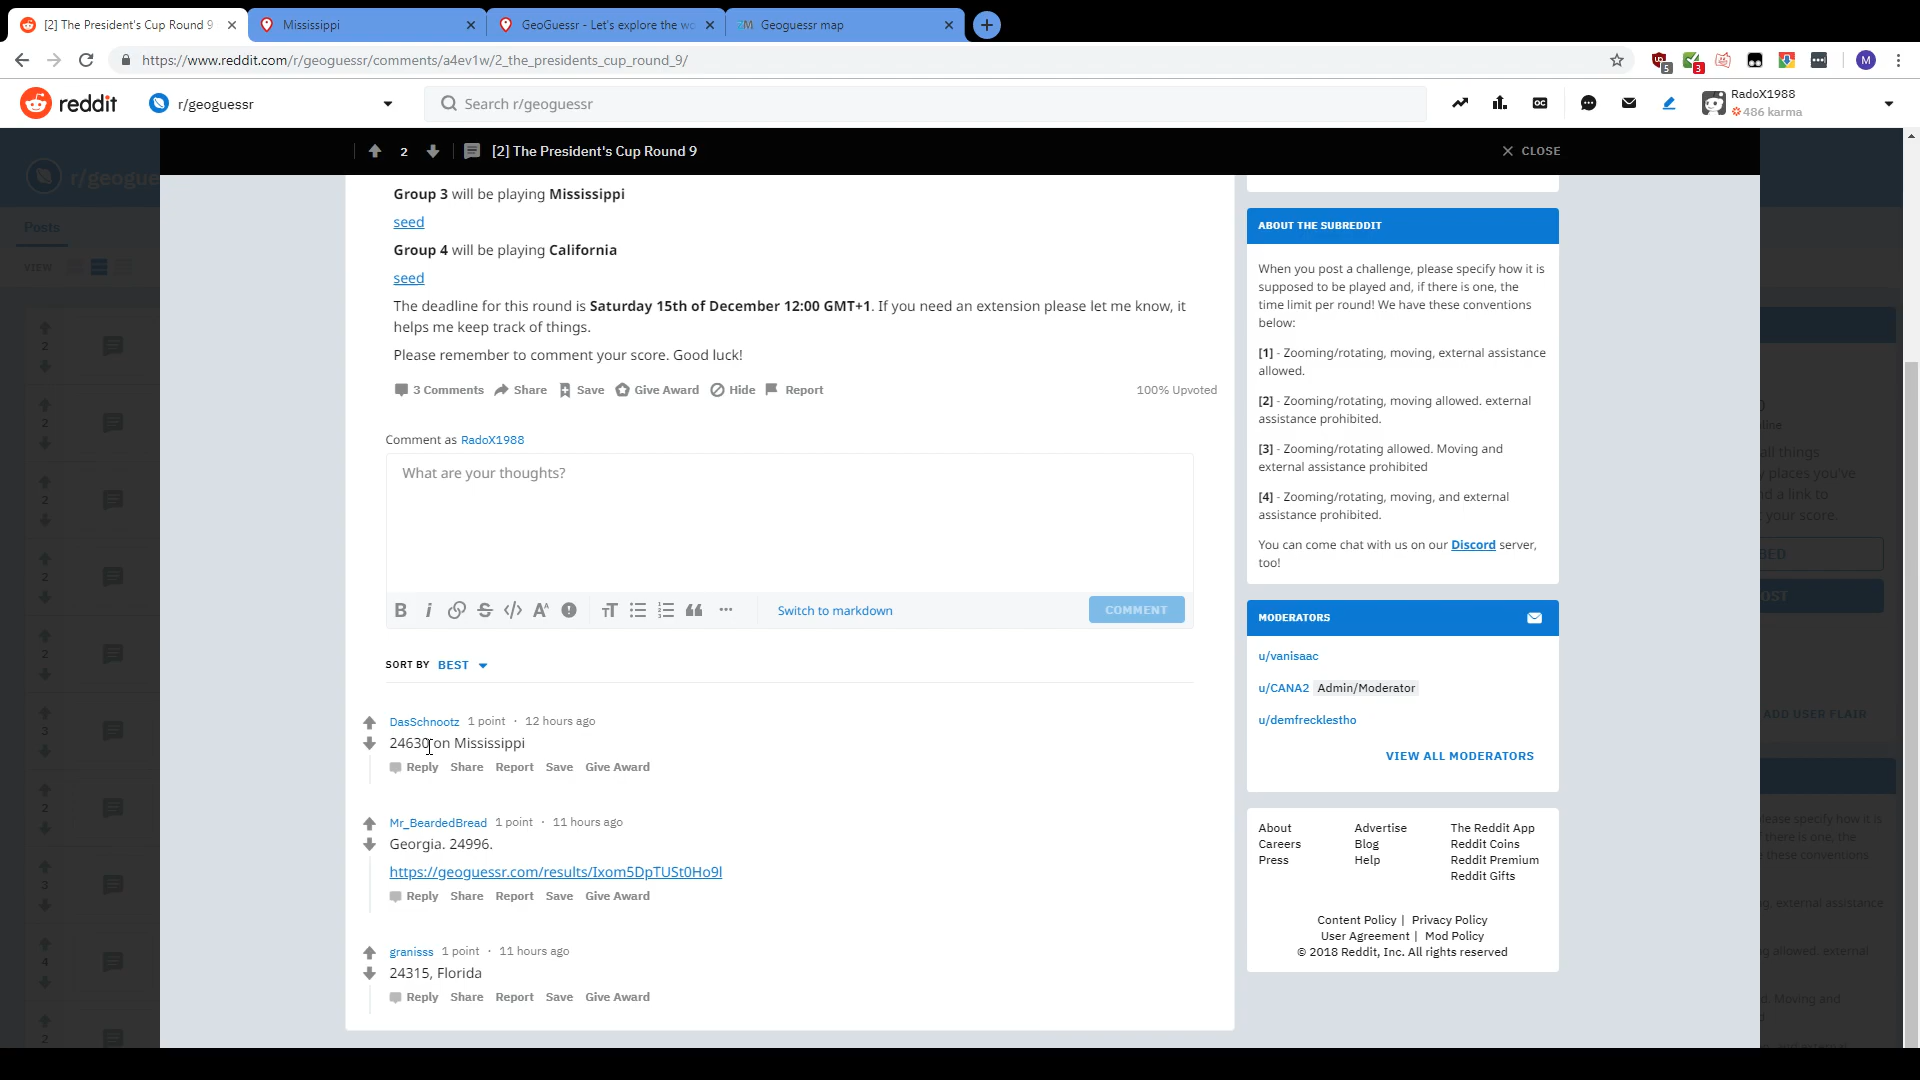 [2] The President's Cup Round 9
Mississippi
GeoGuessr - Let's explore the wo
Geoguessr map
https://www.reddit.com/r/geoguessr/comments/a4ev1w/2_the_presidents_cup_round_9/
5
3
M
reddit
r/geoguessr
Search r/geoguessr
RadoX1988
486 karma
2
[2] The President's Cup Round 9
CLOSE
r/geogue
Posts
VIEW
Group 3 will be playing Mississippi
seed
Group 4 will be playing California
seed
The deadline for this round is Saturday 15th of December 12:00 GMT+1. If you need an extension please let me know, it
helps me keep track of things.
Please remember to comment your score. Good luck!
3 Comments Share Save Give Award Hide Report
100% Upvoted
Comment as RadoX1988
What are your thoughts?
Switch to markdown
COMMENT
SORT BY BEST
DasSchnootz 1 point · 12 hours ago
24630 on Mississippi
Reply Share Report Save Give Award
Mr_BeardedBread 1 point · 11 hours ago
Georgia. 24996.
https://geoguessr.com/results/Ixom5DpTUSt0Ho9l
Reply Share Report Save Give Award
granisss 1 point · 11 hours ago
24315, Florida
Reply Share Report Save Give Award
ABOUT THE SUBREDDIT
When you post a challenge, please specify how it is
supposed to be played and, if there is one, the
time limit per round! We have these conventions
below:
[1] - Zooming/rotating, moving, external assistance
allowed.
[2] - Zooming/rotating, moving allowed. external
assistance prohibited.
[3] - Zooming/rotating allowed. Moving and
external assistance prohibited
[4] - Zooming/rotating, moving, and external
assistance prohibited.
You can come chat with us on our Discord server,
too!
MODERATORS
u/vanisaac
u/CANA2 Admin/Moderator
u/demfrecklestho
VIEW ALL MODERATORS
About Advertise The Reddit App
Careers Blog Reddit Coins
Press Help Reddit Premium
Reddit Gifts
Content Policy | Privacy Policy
User Agreement | Mod Policy
© 2018 Reddit, Inc. All rights reserved
ADD USER FLAIR